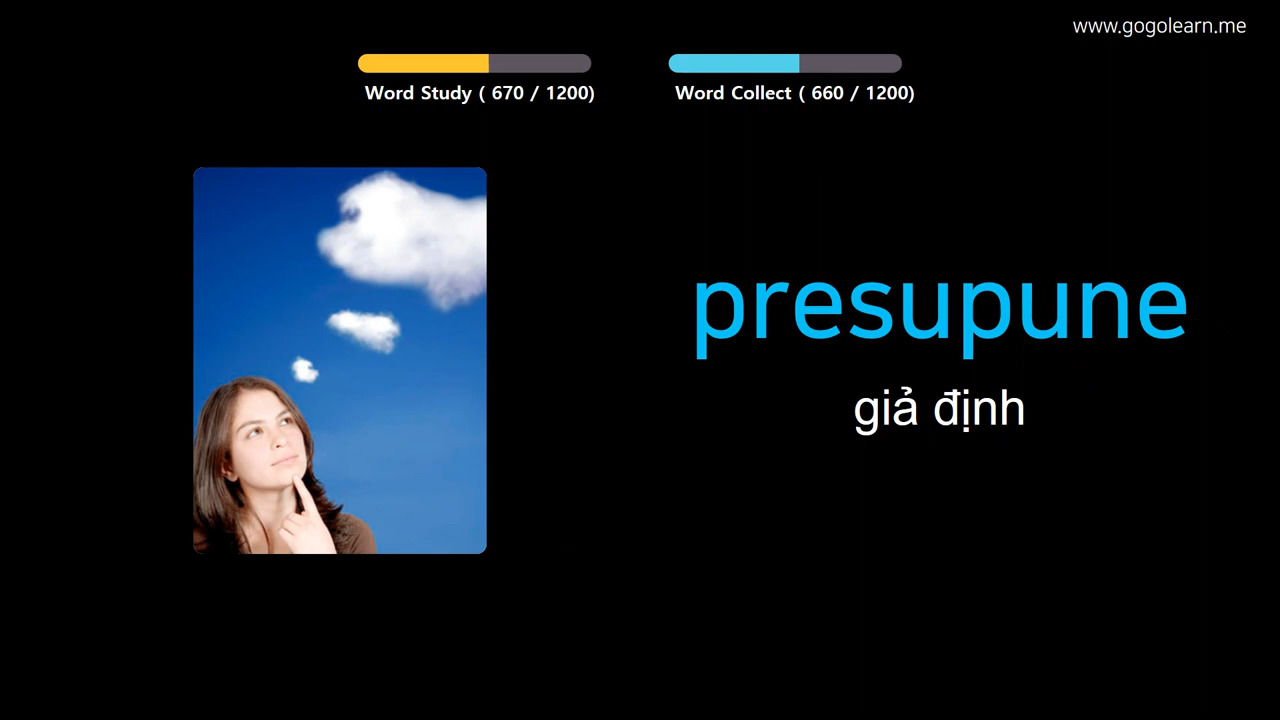 www.gogolearn.me
Word Study ( 670 / 1200)
Word Collect ( 660 / 1200)
presupune
giả định